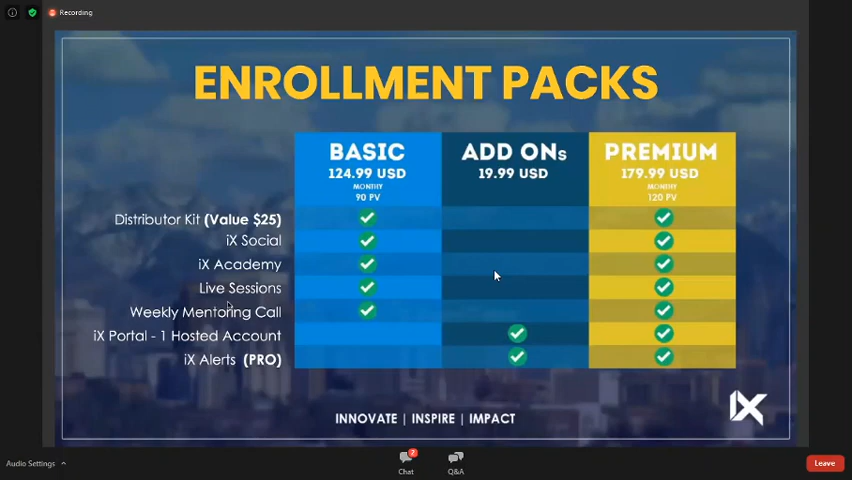 Recording
ENROLLMENT PACKS
BASIC
124.99 USD
MONTHY
90 PV
ADD ONs
19.99 USD
PREMIUM
179.99 USD
MONTHY
120 PV
Distributor Kit (Value $25)
iX Social
iX Academy
Live Sessions
Weekly Mentoring Call
iX Portal - 1 Hosted Account
iX Alerts (PRO)
INNOVATE | INSPIRE | IMPACT
IX
Audio Settings
2
Chat
Q&A
Leave